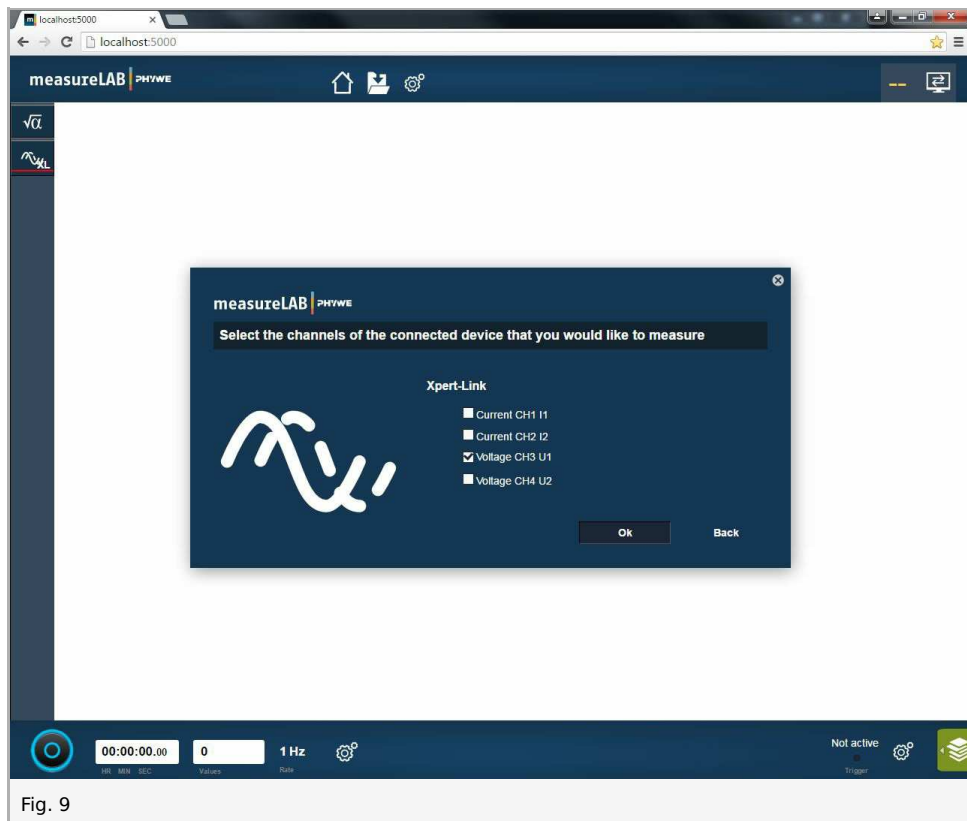 localhost:5000
localhost:5000
measureLAB PHYWE
--
√α
XL
measureLAB PHYWE
Select the channels of the connected device that you would like to measure
Xpert-Link
Current CH1 I1
Current CH2 I2
Voltage CH3 U1
Voltage CH4 U2
Ok Back
00:00:00.00 0 1 Hz Not active
HR MIN SEC Values Rate Trigger
Fig. 9